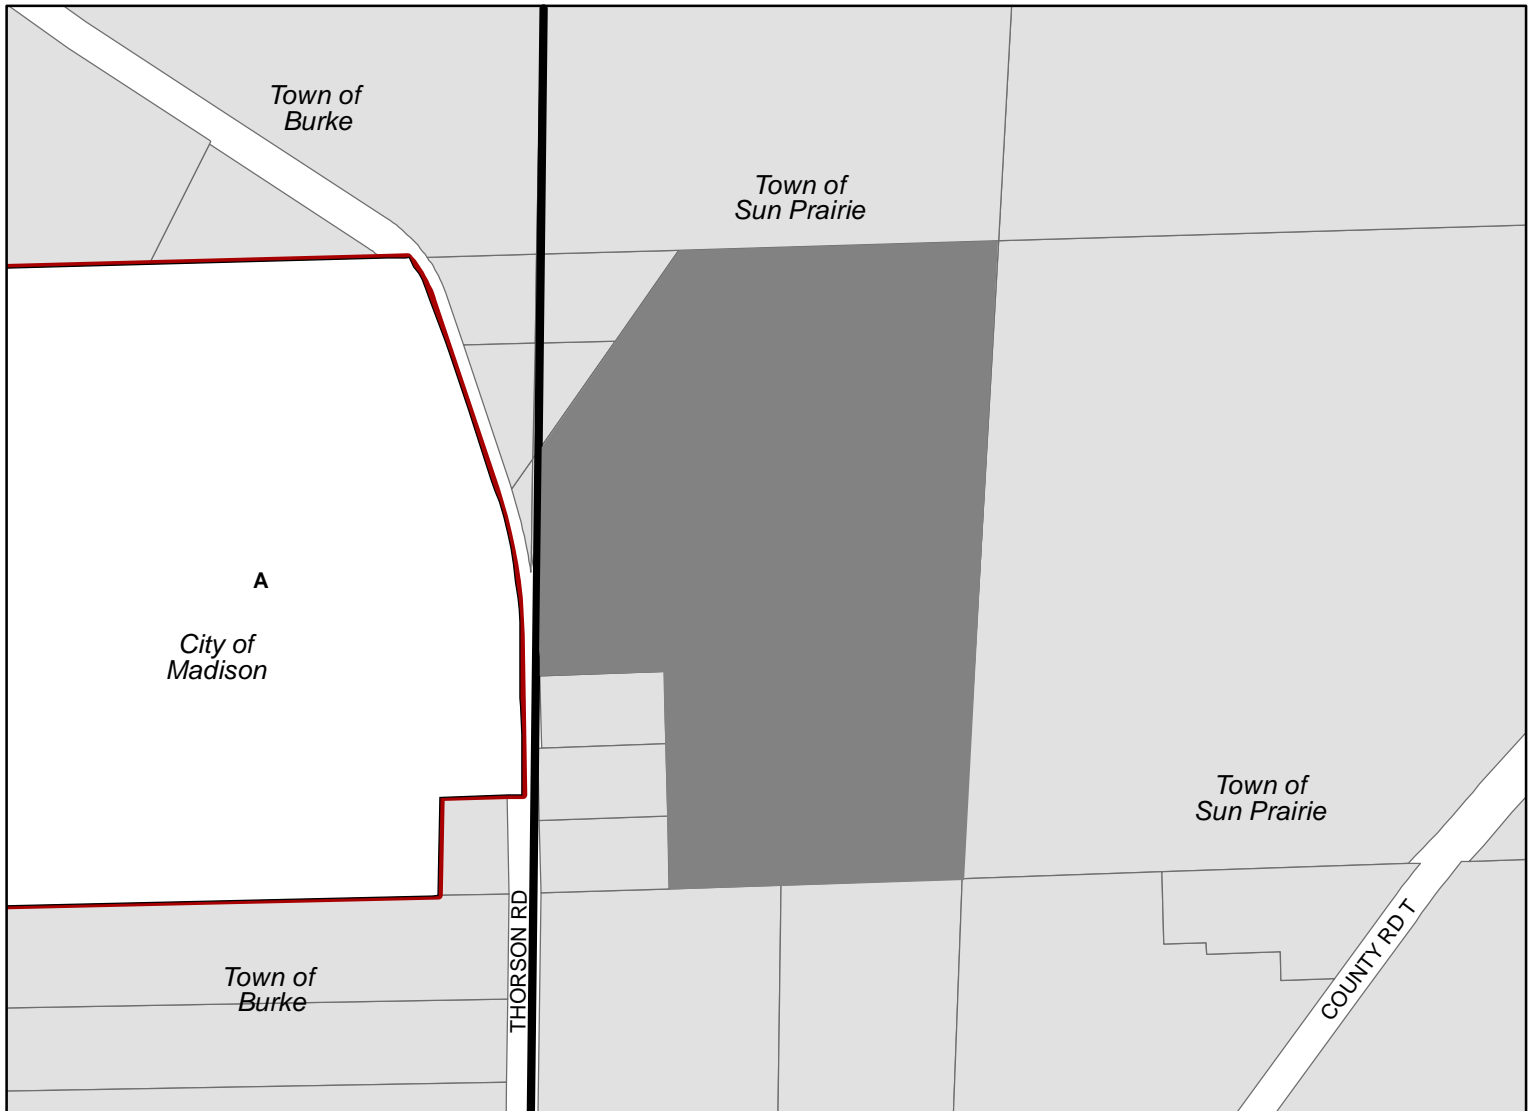 Town of
Burke
Town of
Sun Prairie
A
City of
Madison
Town of
Sun Prairie
THORSON RD
COUNTY RD T
Town of
Burke